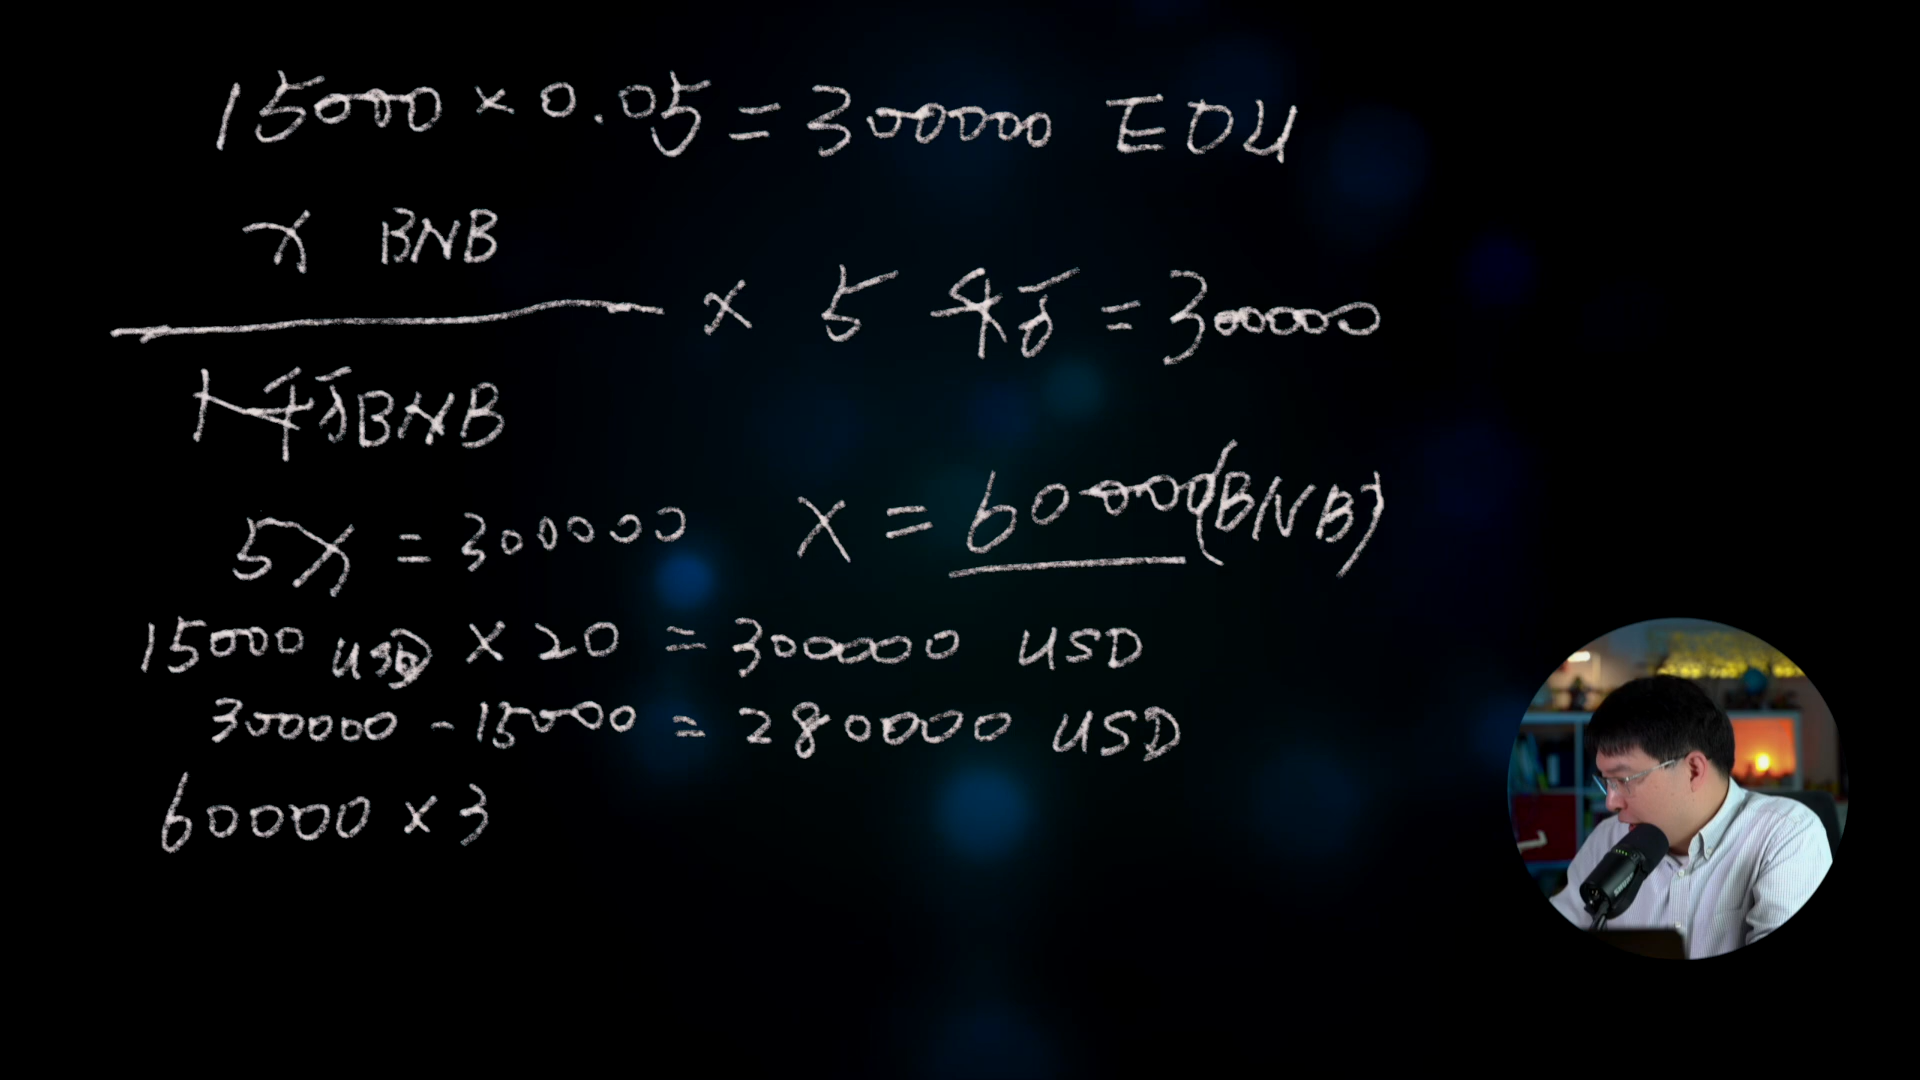 15000 × 0.05 = 300000 EDU
x BNB
× 5千万 = 300000
1千万BNB
5x = 300000 x = 60000(BNB)
15000 USD × 20 = 300000 USD
300000 - 15000 = 280000 USD
60000 × 3